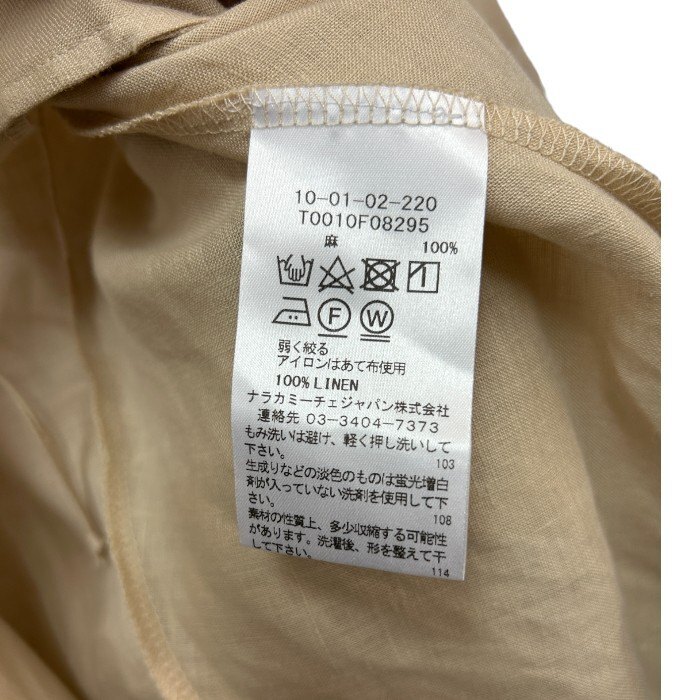 10-01-02-220
T0010F08295
麻 100%
F W
弱く絞る
アイロンはあて布使用
100% LINEN
ナラカミーチェジャパン株式会社
連絡先 03-3404-7373
もみ洗いは避け、軽く押し洗いして
下さい。 103
生成りなどの淡色のものは蛍光増白
剤が入っていない洗剤を使用して下
さい。 108
素材の性質上、多少収縮する可能性
があります。洗濯後、形を整えて干
して下さい。 114